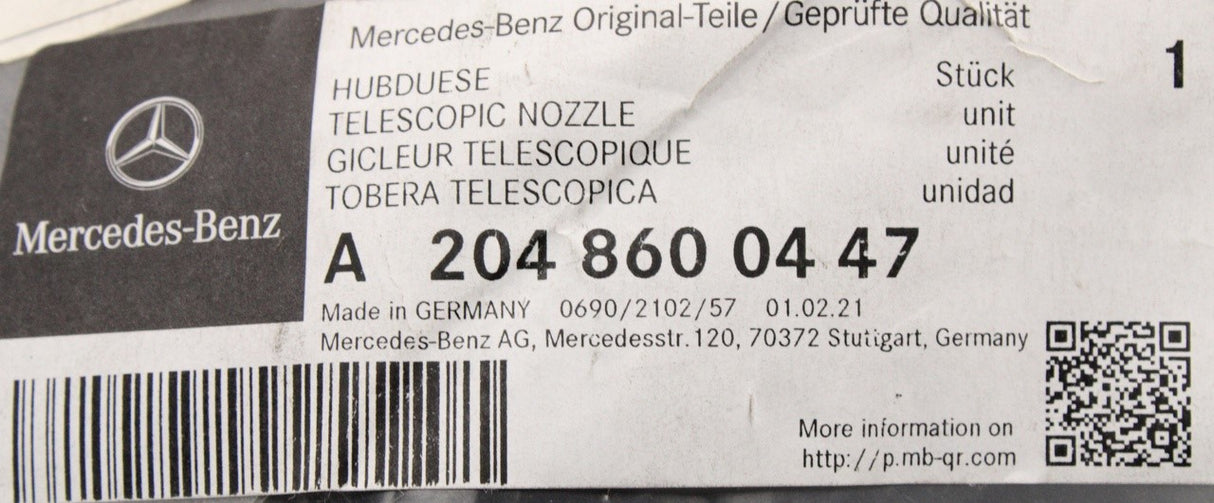 Mercedes-Benz Original-Teile/Geprüfte Qualität
HUBDUESE Stück 1
TELESCOPIC NOZZLE unit
GICLEUR TELESCOPIQUE unité
TOBERA TELESCOPICA unidad
Mercedes-Benz
A 204 860 04 47
Made in GERMANY 0690/2102/57 01.02.21
Mercedes-Benz AG, Mercedesstr.120, 70372 Stuttgart, Germany
More information on
http://p.mb-qr.com